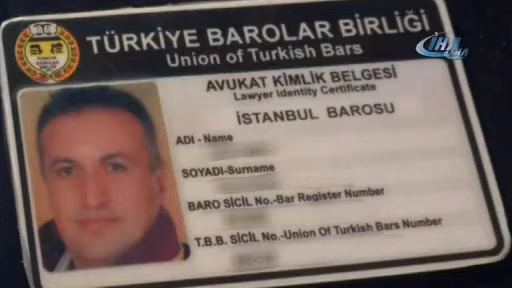 TÜRKİYE BAROLAR BİRLİĞİ
Union of Turkish Bars
AVUKAT KİMLİK BELGESİ
Lawyer Identity Certificate
İSTANBUL BAROSU
ADI - Name
SOYADI-Surname
BARO SİCİL No.-Bar Register Number
T.B.B. SİCİL No.-Union Of Turkish Bars Number
İHA